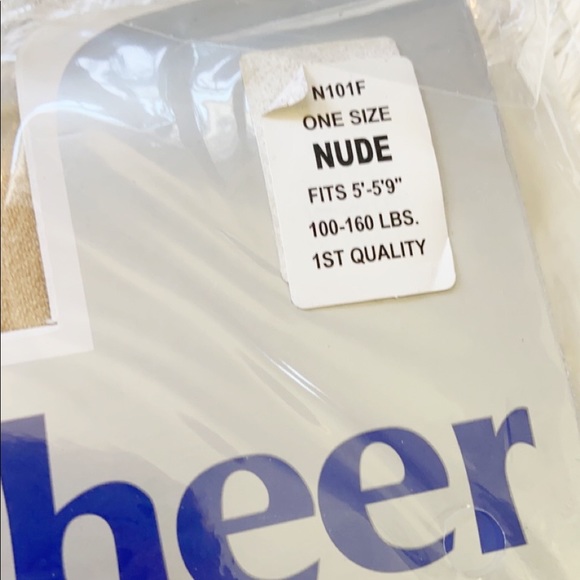 N101F
ONE SIZE
NUDE
FITS 5'-5'9"
100-160 LBS.
1ST QUALITY
heer